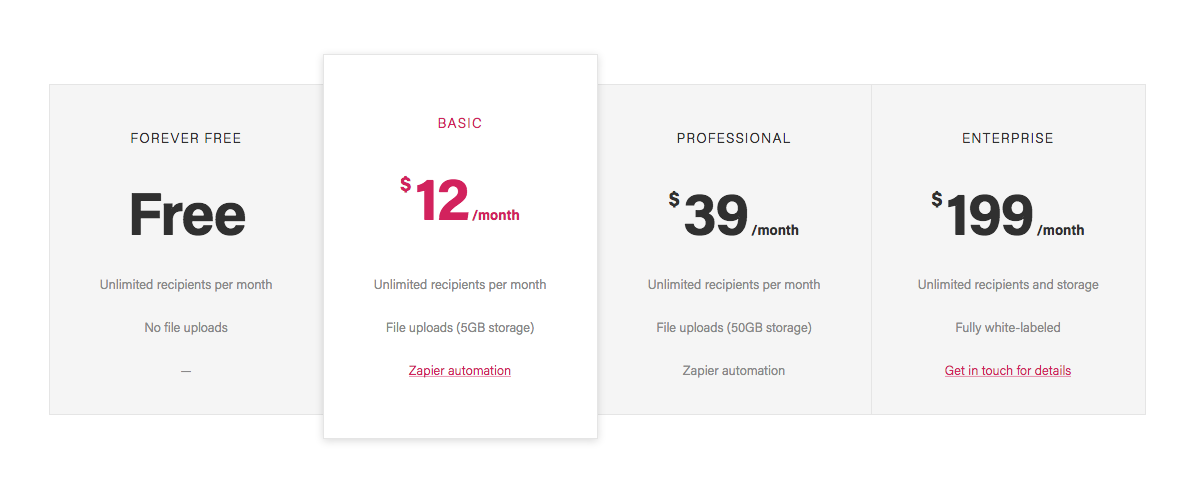 FOREVER FREE
Free
Unlimited recipients per month
No file uploads
—
BASIC
$12/month
Unlimited recipients per month
File uploads (5GB storage)
Zapier automation
PROFESSIONAL
$39/month
Unlimited recipients per month
File uploads (50GB storage)
Zapier automation
ENTERPRISE
$199/month
Unlimited recipients and storage
Fully white-labeled
Get in touch for details